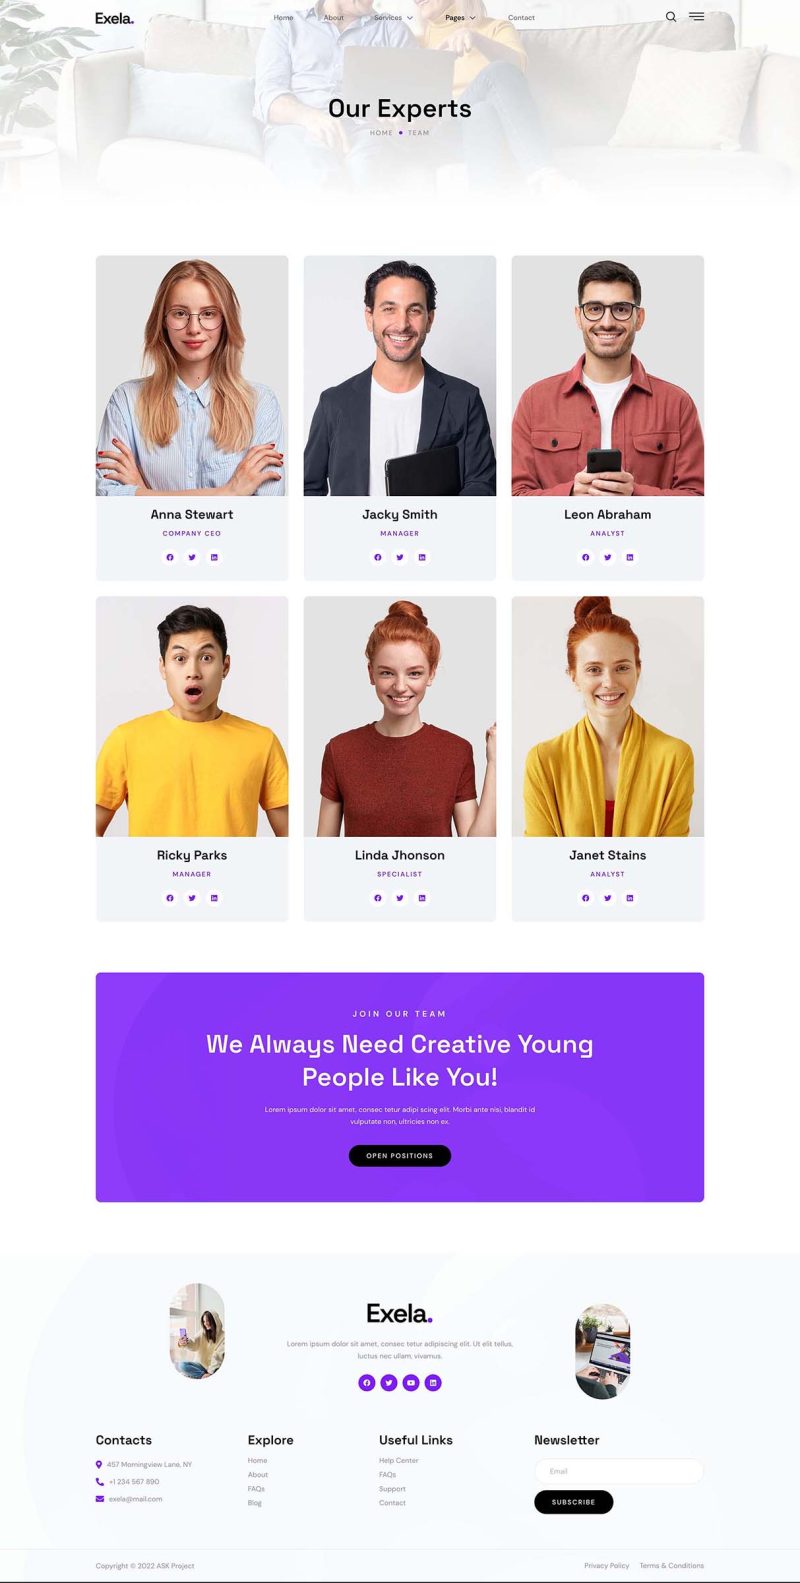 Exela.
Home About Services Pages Contact
Our Experts
HOME TEAM
Anna Stewart
COMPANY CEO
Jacky Smith
MANAGER
Leon Abraham
ANALYST
Ricky Parks
MANAGER
Linda Jhonson
SPECIALIST
Janet Stains
ANALYST
JOIN OUR TEAM
We Always Need Creative Young
People Like You!
Lorem ipsum dolor sit amet, consec tetur adipi scing elit. Morbi ante nisi, blandit id
vulputate non, ultricies non ex.
OPEN POSITIONS
Exela.
Lorem ipsum dolor sit amet, consec tetur adipiscing elit. Ut elit tellus,
luctus nec ullam, vivamus.
Contacts
457 Morningview Lane, NY
+1 234 567 890
exela@mail.com
Explore
Home
About
FAQs
Blog
Useful Links
Help Center
FAQs
Support
Contact
Newsletter
Email
SUBSCRIBE
Copyright © 2022 ASK Project
Privacy Policy Terms & Conditions